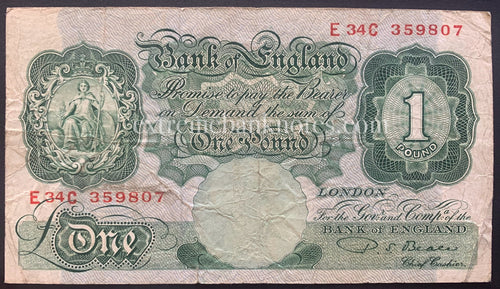 E 34C 359807
Bank of England
Promise to pay the Bearer
on Demand the sum of
One Pound
1
POUND
E 34C 359807
LONDON
For the Govr and Compa of the
BANK OF ENGLAND
£ONE
P. S. Beale
Chief Cashier.